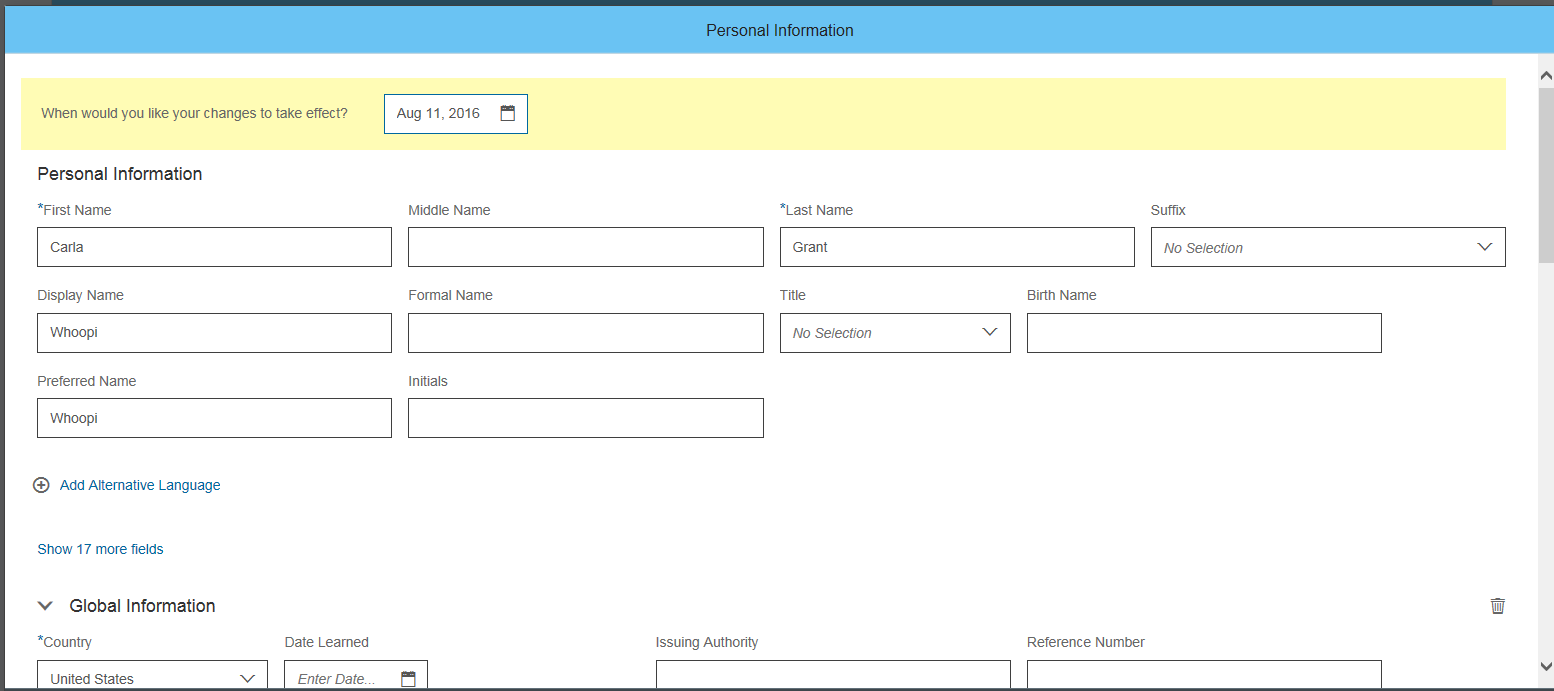 Personal Information
When would you like your changes to take effect? Aug 11, 2016
Personal Information
*First Name Middle Name *Last Name Suffix
Carla Grant No Selection
Display Name Formal Name Title Birth Name
Whoopi No Selection
Preferred Name Initials
Whoopi
Add Alternative Language
Show 17 more fields
Global Information
*Country Date Learned Issuing Authority Reference Number
United States Enter Date...